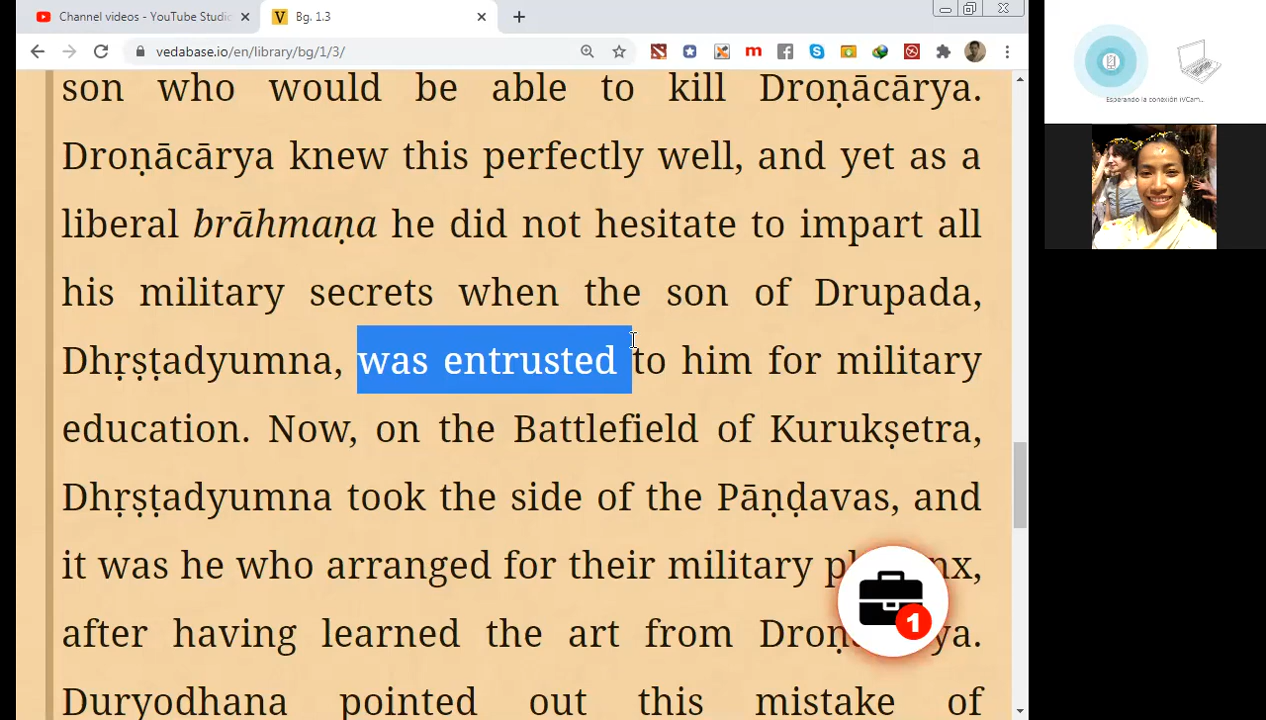 Channel videos - YouTube Studio
Bg. 1.3
vedabase.io/en/library/bg/1/3/
son who would be able to kill Droṇācārya.
Droṇācārya knew this perfectly well, and yet as a
liberal brāhmaṇa he did not hesitate to impart all
his military secrets when the son of Drupada,
Dhṛṣṭadyumna, was entrusted to him for military
education. Now, on the Battlefield of Kurukṣetra,
Dhṛṣṭadyumna took the side of the Pāṇḍavas, and
it was he who arranged for their military
after having learned the art from
Duryodhana pointed out this mistake of
1
Esperando la conexión iVCam...